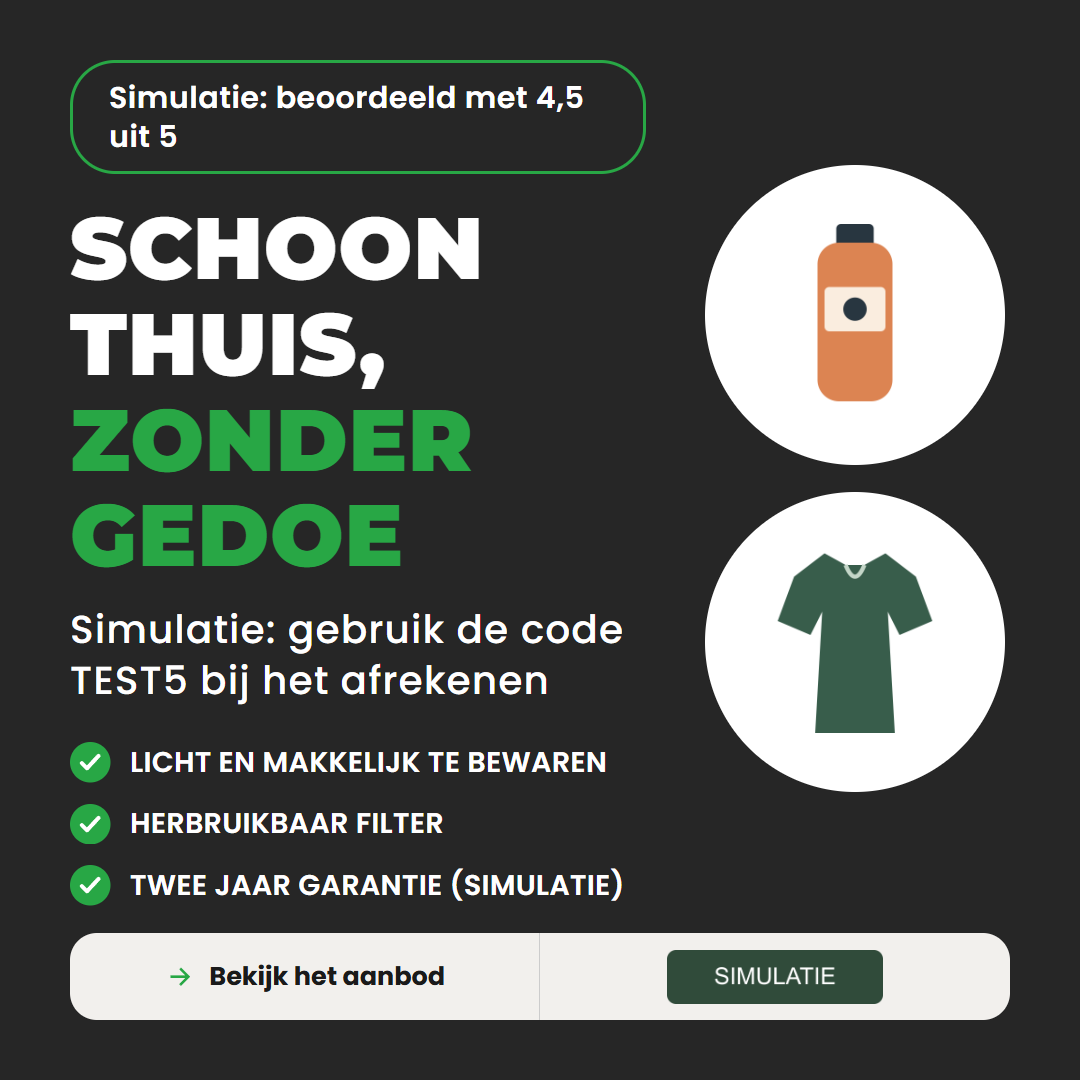 Simulatie: beoordeeld met 4,5
uit 5
SCHOON
THUIS,
ZONDER
GEDOE
Simulatie: gebruik de code
TEST5 bij het afrekenen
LICHT EN MAKKELIJK TE BEWAREN
HERBRUIKBAAR FILTER
TWEE JAAR GARANTIE (SIMULATIE)
Bekijk het aanbod
SIMULATIE